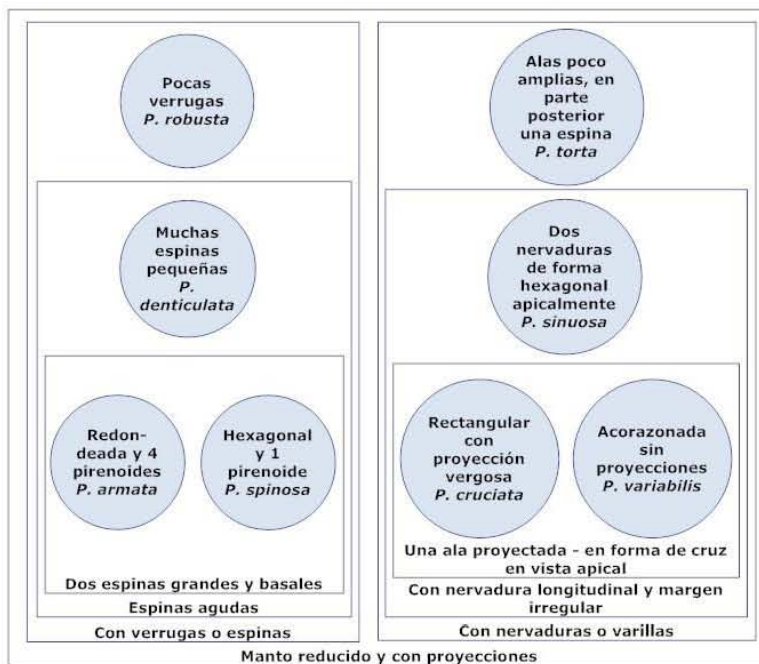 Pocas
verrugas
P. robusta
Muchas
espinas
pequeñas
P.
denticulata
Redon-
deada y 4
pirenoides
P. armata
Hexagonal
y 1
pirenoide
P. spinosa
Dos espinas grandes y basales
Espinas agudas
Con verrugas o espinas
Alas poco
amplias, en
parte
posterior
una espina
P. torta
Dos
nervaduras
de forma
hexagonal
apicalmente
P. sinuosa
Rectangular
con
proyección
vergosa
P. cruciata
Acorazonada
sin
proyecciones
P. variabilis
Una ala proyectada - en forma de cruz
en vista apical
Con nervadura longitudinal y margen
irregular
Con nervaduras o varillas
Manto reducido y con proyecciones